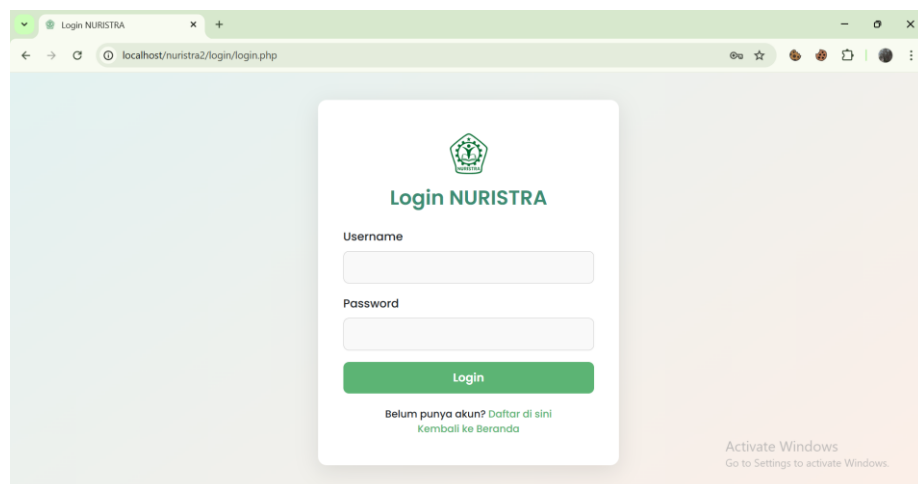 Login NURISTRA
localhost/nuristra2/login/login.php
NURISTRA
Login NURISTRA
Username
Password
Login
Belum punya akun? Daftar di sini
Kembali ke Beranda
Activate Windows
Go to Settings to activate Windows.